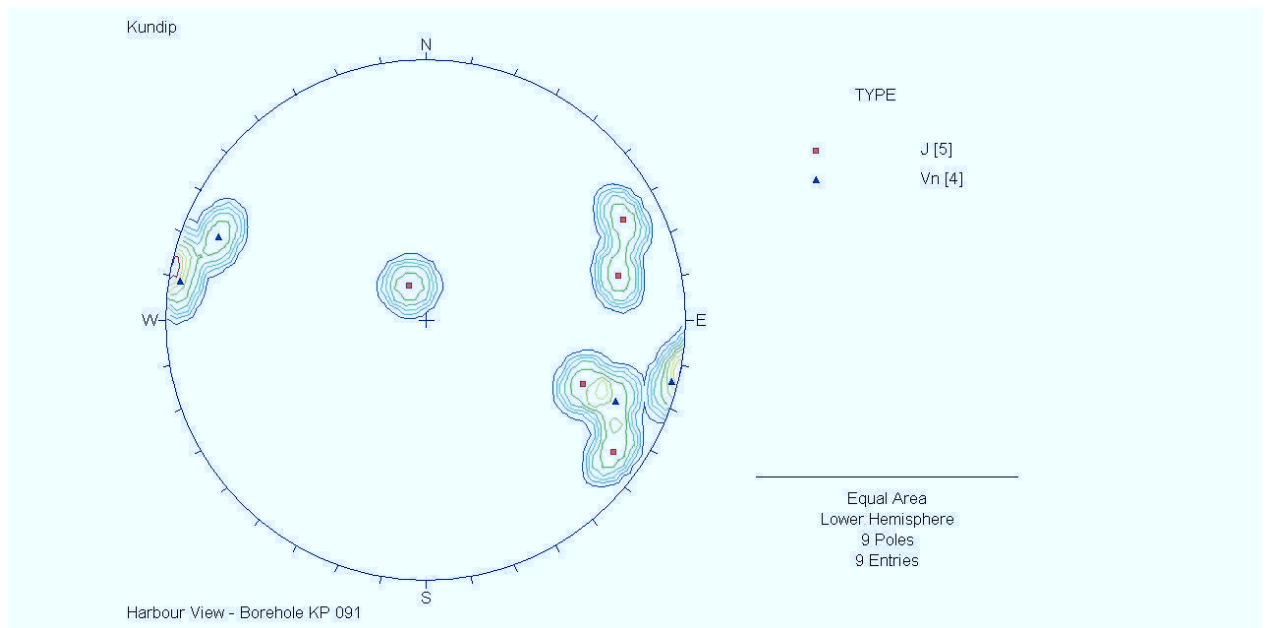 Kundip
N
TYPE
J [5]
Vn [4]
W
E
Equal Area
Lower Hemisphere
9 Poles
9 Entries
S
Harbour View - Borehole KP 091